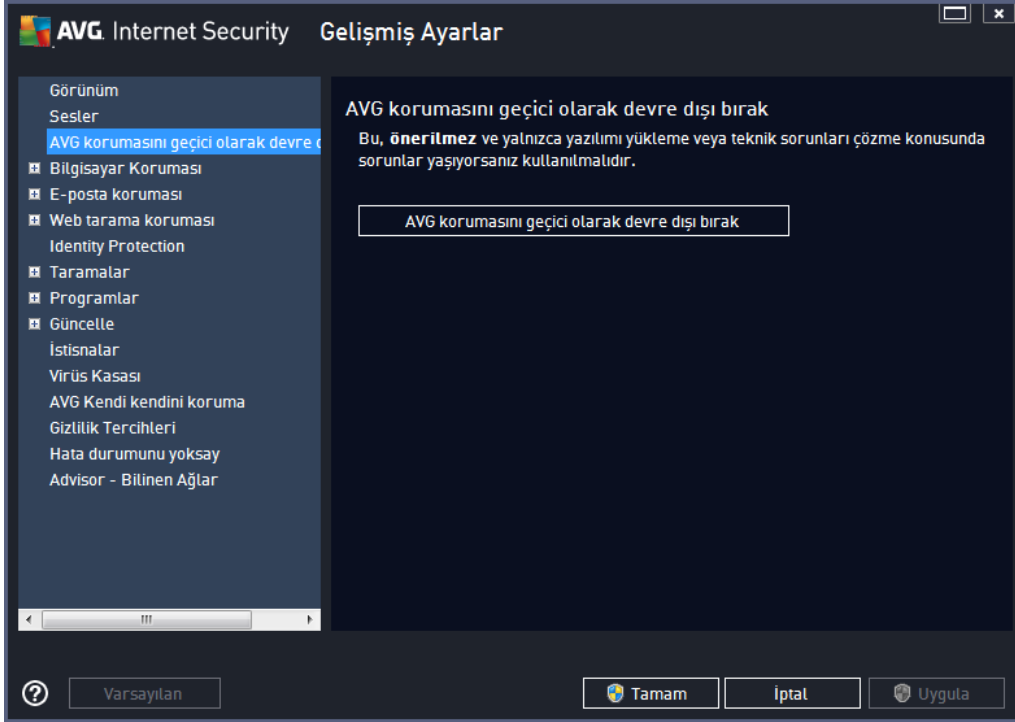 AVG. Internet Security Gelişmiş Ayarlar
Görünüm
Sesler
AVG korumasını geçici olarak devre d
Bilgisayar Koruması
E-posta koruması
Web tarama koruması
Identity Protection
Taramalar
Programlar
Güncelle
İstisnalar
Virüs Kasası
AVG Kendi kendini koruma
Gizlilik Tercihleri
Hata durumunu yoksay
Advisor - Bilinen Ağlar
AVG korumasını geçici olarak devre dışı bırak
Bu, önerilmez ve yalnızca yazılımı yükleme veya teknik sorunları çözme konusunda
sorunlar yaşıyorsanız kullanılmalıdır.
AVG korumasını geçici olarak devre dışı bırak
Varsayılan
Tamam
İptal
Uygula